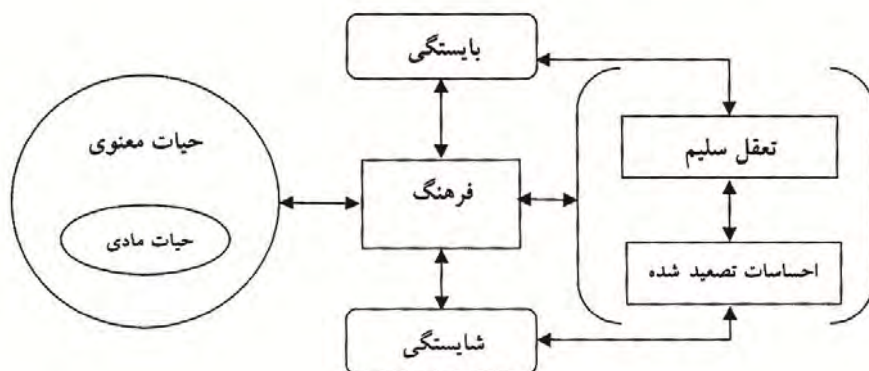 بایستگی
تعقل سلیم
حیات معنوی
فرهنگ
حیات مادی
احساسات تصعید شده
شایستگی